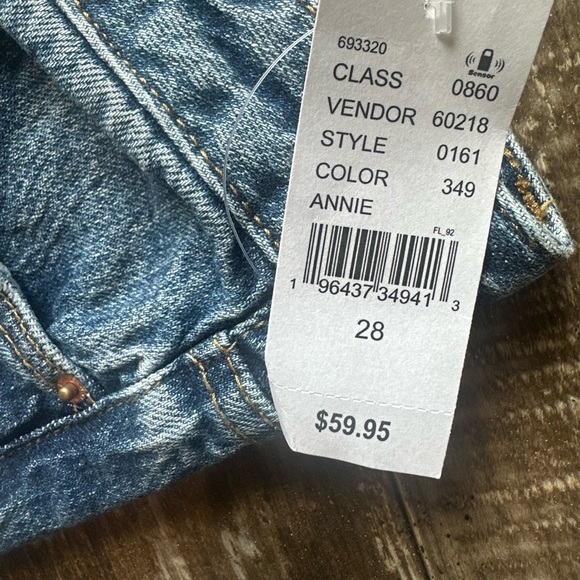 693320
Sensor
CLASS 0860
VENDOR 60218
STYLE 0161
COLOR 349
ANNIE
FL_92
1 96437 34941 3
28
$59.95